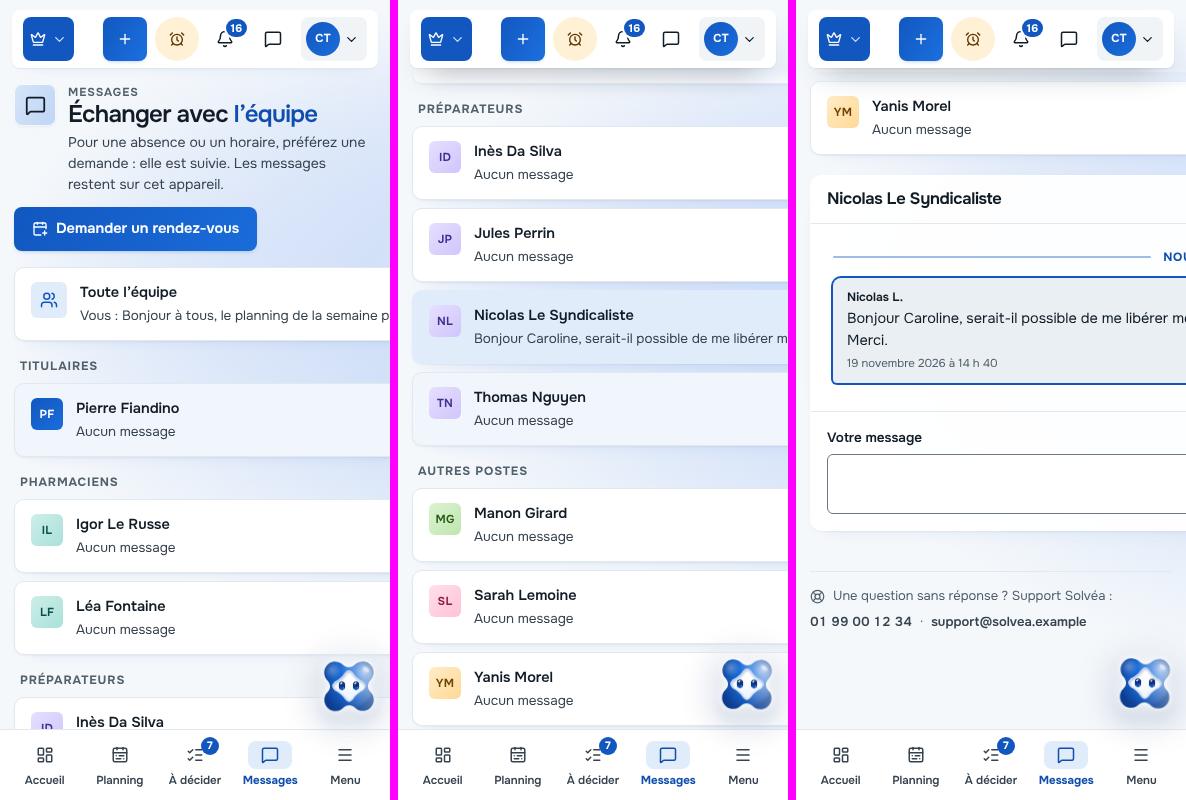 16
CT
MESSAGES
Échanger avec l’équipe
Pour une absence ou un horaire, préférez une
demande : elle est suivie. Les messages
restent sur cet appareil.
Demander un rendez-vous
Toute l’équipe
Vous : Bonjour à tous, le planning de la semaine p
TITULAIRES
PF
Pierre Fiandino
Aucun message
PHARMACIENS
IL
Igor Le Russe
Aucun message
LF
Léa Fontaine
Aucun message
PRÉPARATEURS
ID
Inès Da Silva
Accueil
Planning
7
À décider
Messages
Menu
16
CT
PRÉPARATEURS
ID
Inès Da Silva
Aucun message
JP
Jules Perrin
Aucun message
NL
Nicolas Le Syndicaliste
Bonjour Caroline, serait-il possible de me libérer m
TN
Thomas Nguyen
Aucun message
AUTRES POSTES
MG
Manon Girard
Aucun message
SL
Sarah Lemoine
Aucun message
YM
Yanis Morel
Aucun message
Accueil
Planning
7
À décider
Messages
Menu
16
CT
YM
Yanis Morel
Aucun message
Nicolas Le Syndicaliste
NOU
Nicolas L.
Bonjour Caroline, serait-il possible de me libérer me
Merci.
19 novembre 2026 à 14 h 40
Votre message
Une question sans réponse ? Support Solvéa :
01 99 00 12 34 · support@solvea.example
Accueil
Planning
7
À décider
Messages
Menu